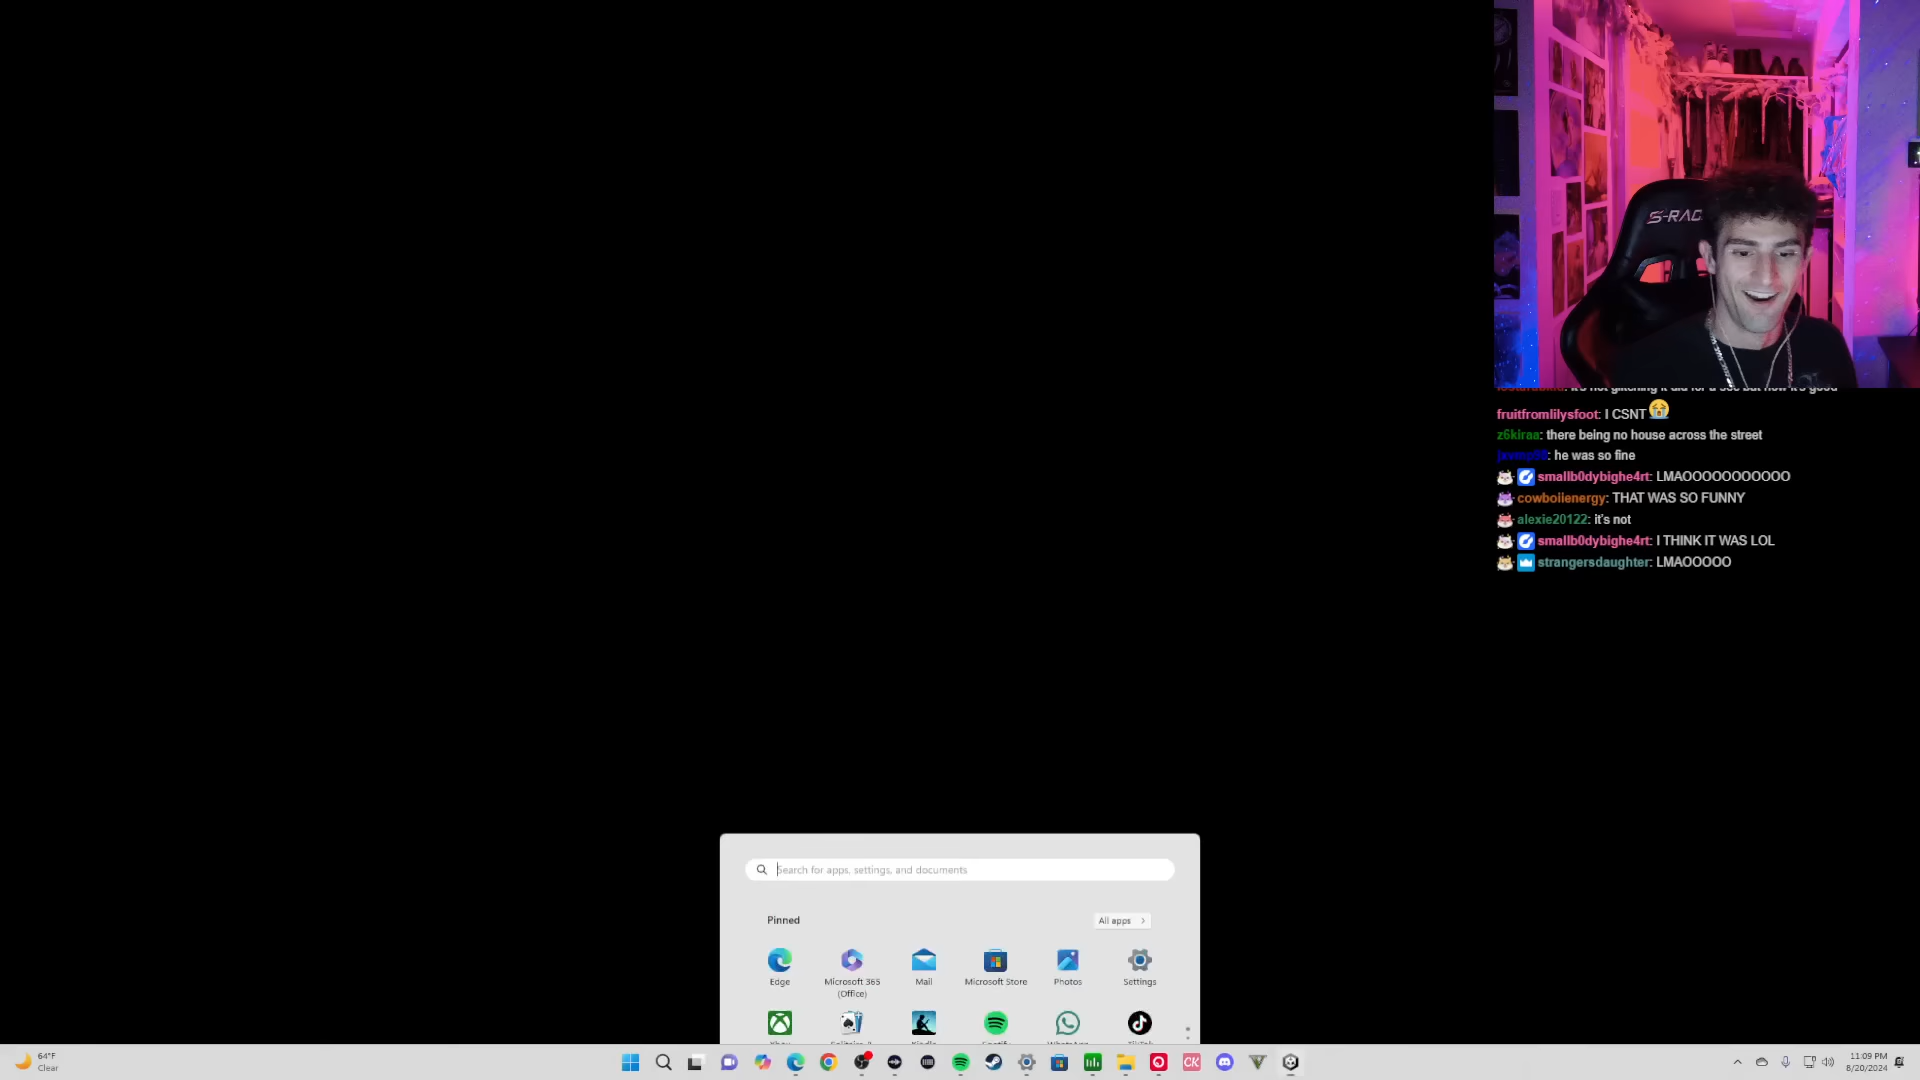 S-RAC
fruitfromlilysfoot: I CSNT 😭
z6kiraa: there being no house across the street
: he was so fine
smallb0dybighe4rt: LMAOOOOOOOOOOO
cowboiienergy: THAT WAS SO FUNNY
alexie20122: it's not
smallb0dybighe4rt: I THINK IT WAS LOL
strangersdaughter: LMAOOOOO
Search for apps, settings, and documents
Pinned
All apps
Edge
Microsoft 365
(Office)
Mail
Microsoft Store
Photos
Settings
64°F
Clear
CK
11:09 PM
8/20/2024